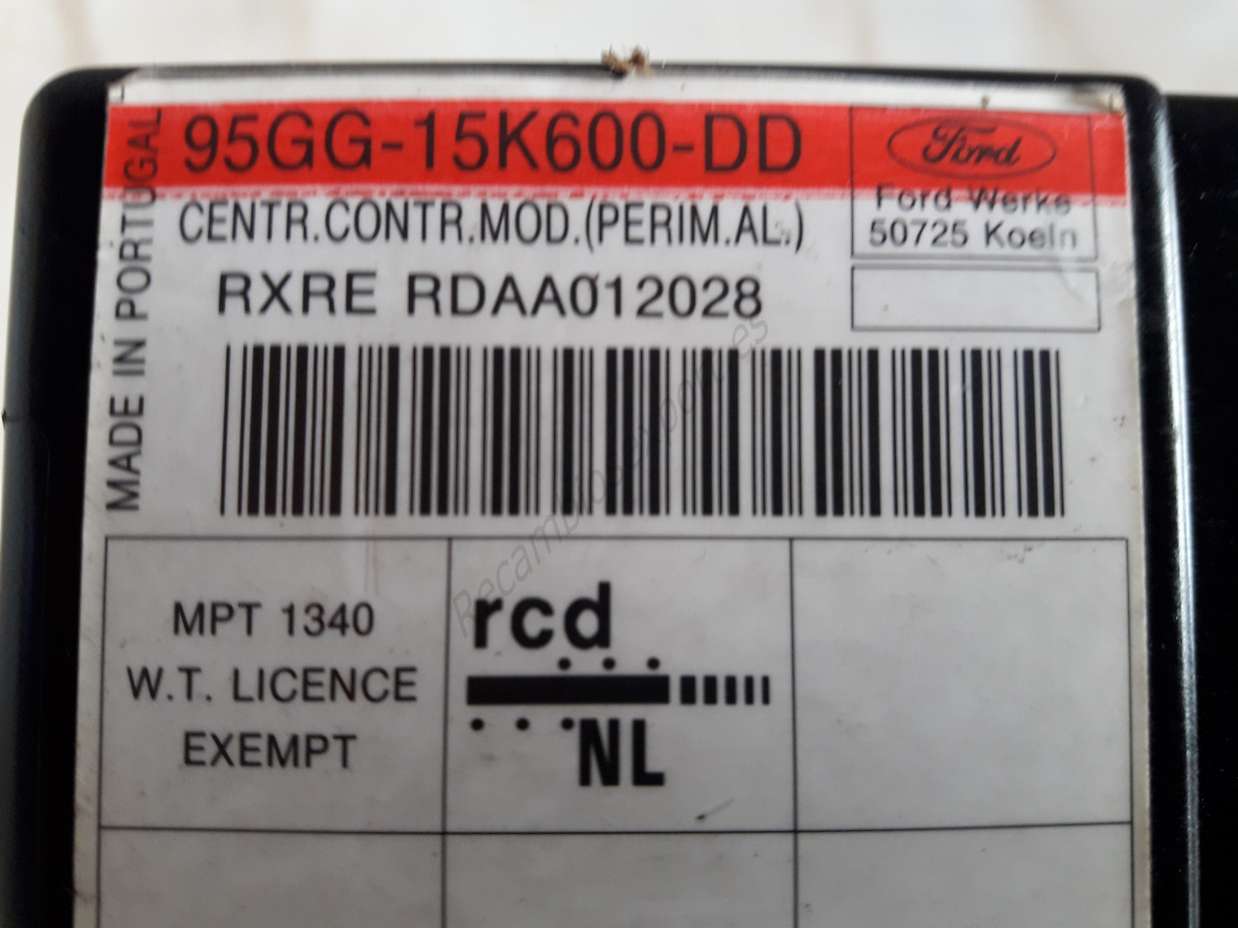 MADE IN PORTUGAL
95GG-15K600-DD
Ford
Ford Werke
50725 Koeln
CENTR.CONTR.MOD.(PERIM.AL.)
RXRE RDAA012028
MPT 1340
W.T. LICENCE
EXEMPT
rcd
NL